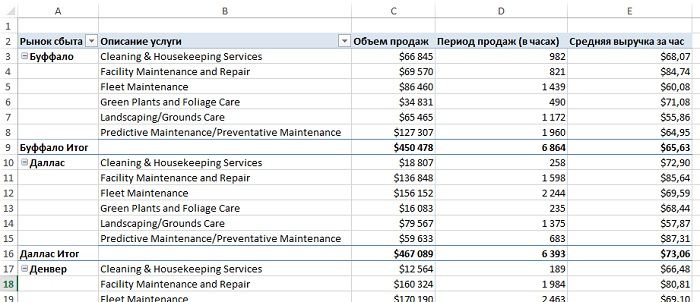 A B C D E
1
2 Рынок сбыта Описание услуги Объем продаж Период продаж (в часах) Средняя выручка за час
3 Буффало Cleaning & Housekeeping Services $66 845 982 $68,07
4 Facility Maintenance and Repair $69 570 821 $84,74
5 Fleet Maintenance $86 460 1 439 $60,08
6 Green Plants and Foliage Care $34 831 490 $71,08
7 Landscaping/Grounds Care $65 465 1 172 $55,86
8 Predictive Maintenance/Preventative Maintenance $127 307 1 960 $64,95
9 Буффало Итог $450 478 6 864 $65,63
10 Даллас Cleaning & Housekeeping Services $18 807 258 $72,90
11 Facility Maintenance and Repair $136 848 1 598 $85,64
12 Fleet Maintenance $156 152 2 244 $69,59
13 Green Plants and Foliage Care $16 083 235 $68,44
14 Landscaping/Grounds Care $79 567 1 375 $57,87
15 Predictive Maintenance/Preventative Maintenance $59 633 683 $87,31
16 Даллас Итог $467 089 6 393 $73,06
17 Денвер Cleaning & Housekeeping Services $12 564 189 $66,48
18 Facility Maintenance and Repair $160 324 1 984 $80,81
19 Fleet Maintenance $170 190 2 463 $69,10